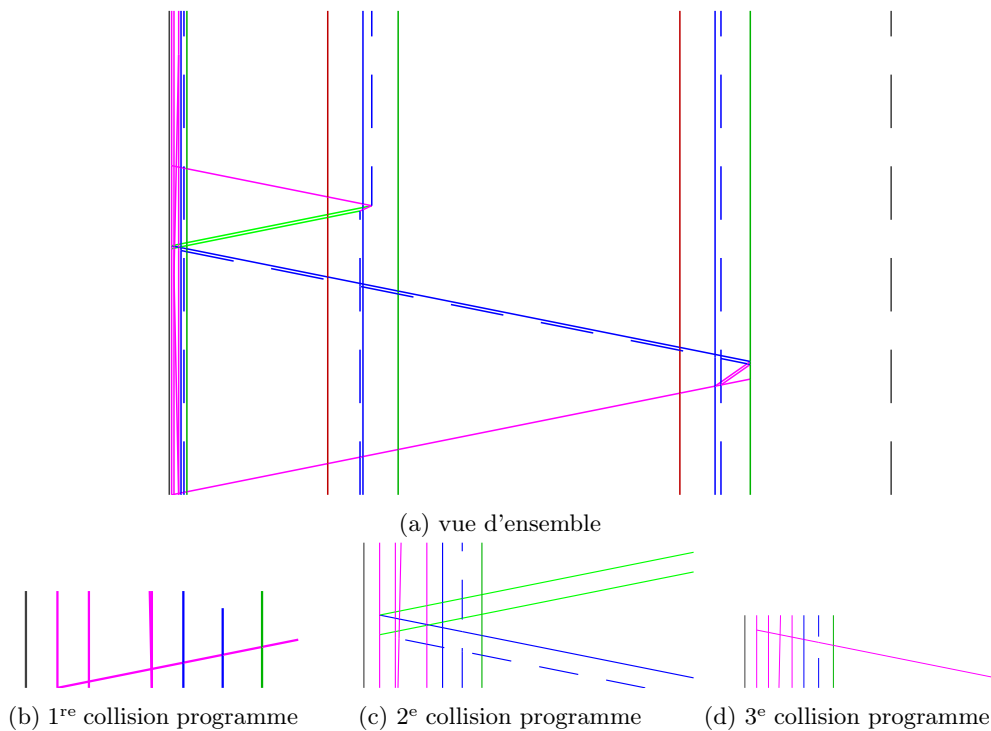 (a) vue d'ensemble
(b) 1re collision programme
(c) 2e collision programme
(d) 3e collision programme